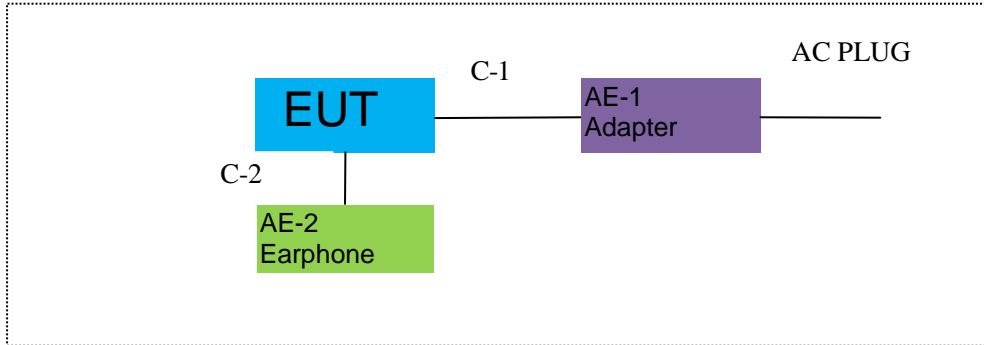 AC PLUG
C-1
EUT
AE-1
Adapter
C-2
AE-2
Earphone